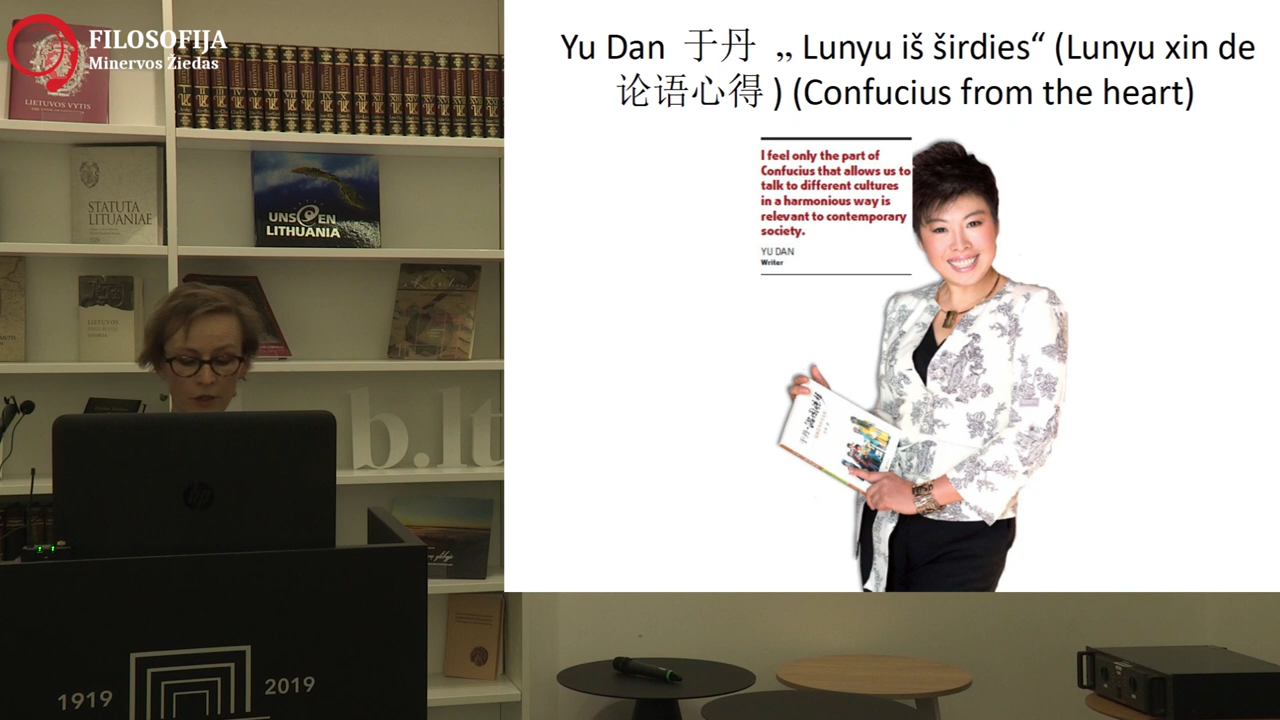 FILOSOFIJA
Minervos Žiedas
LIETUVOS VYTIS
STATUTA
LITUANIAE
UNSEEN
LITHUANIA
LIETUVOS
b.lt
hp
1919
2019
Yu Dan 于丹 „ Lunyu iš širdies“ (Lunyu xin de
论语心得 ) (Confucius from the heart)
I feel only the part of
Confucius that allows us to
talk to different cultures
in a harmonious way is
relevant to contemporary
society.
YU DAN
Writer